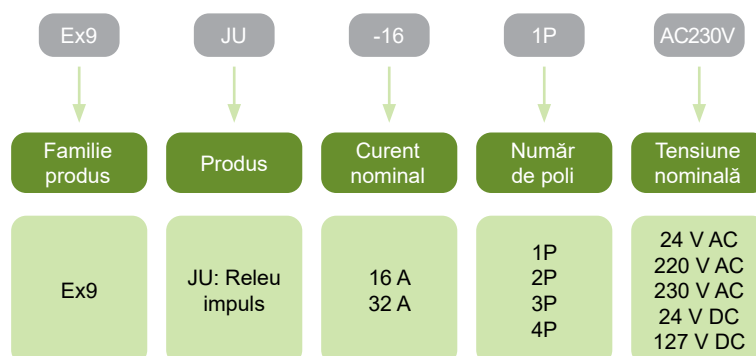 Ex9 JU -16 1P AC230V
Familie produs
Produs
Curent nominal
Număr de poli
Tensiune nominală
Ex9
JU: Releu
impuls
16 A
32 A
1P
2P
3P
4P
24 V AC
220 V AC
230 V AC
24 V DC
127 V DC